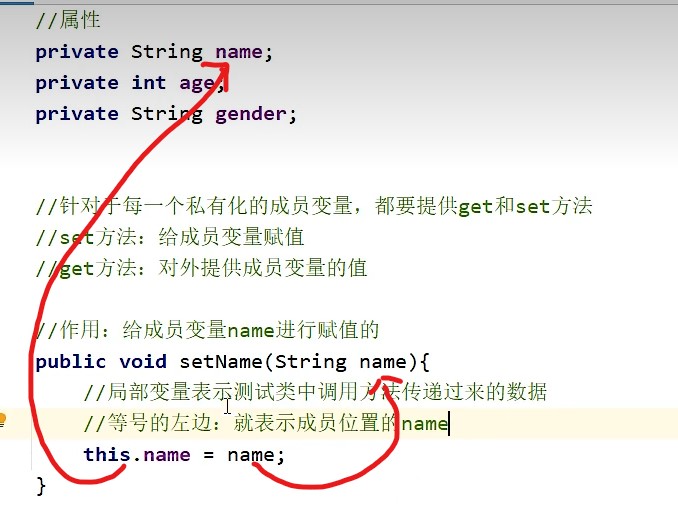 //属性
private String name;
private int age;
private String gender;
//针对于每一个私有化的成员变量，都要提供get和set方法
//set方法：给成员变量赋值
//get方法：对外提供成员变量的值
//作用：给成员变量name进行赋值的
public void setName(String name){
//局部变量表示测试类中调用方法传递过来的数据
//等号的左边：就表示成员位置的name
this.name = name;
}